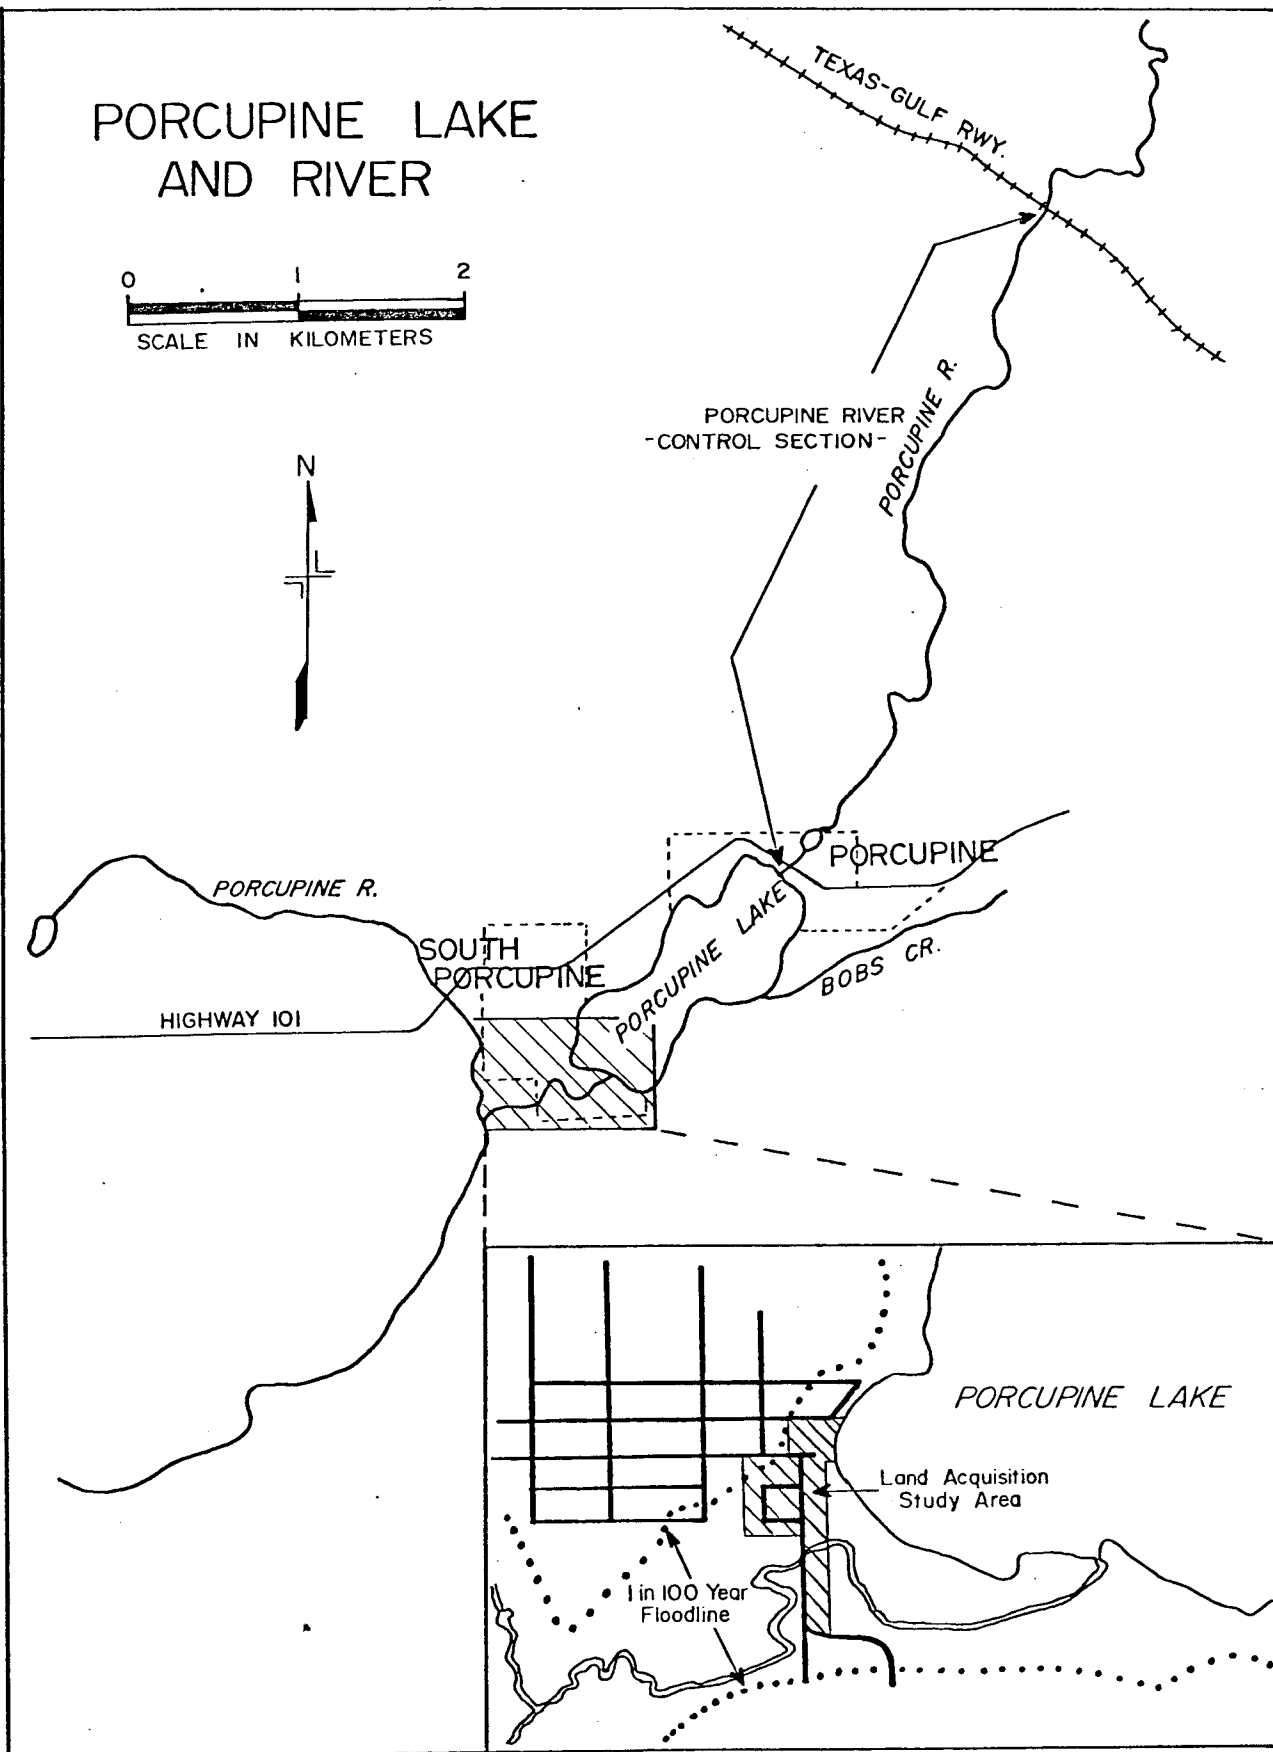 PORCUPINE LAKE
AND RIVER
0 1 2
SCALE IN KILOMETERS
N
TEXAS-GULF RWY.
PORCUPINE R.
PORCUPINE RIVER
-CONTROL SECTION-
PORCUPINE
PORCUPINE R.
SOUTH
PORCUPINE
PORCUPINE LAKE
BOBS CR.
HIGHWAY 101
PORCUPINE LAKE
Land Acquisition
Study Area
1 in 100 Year
Floodline